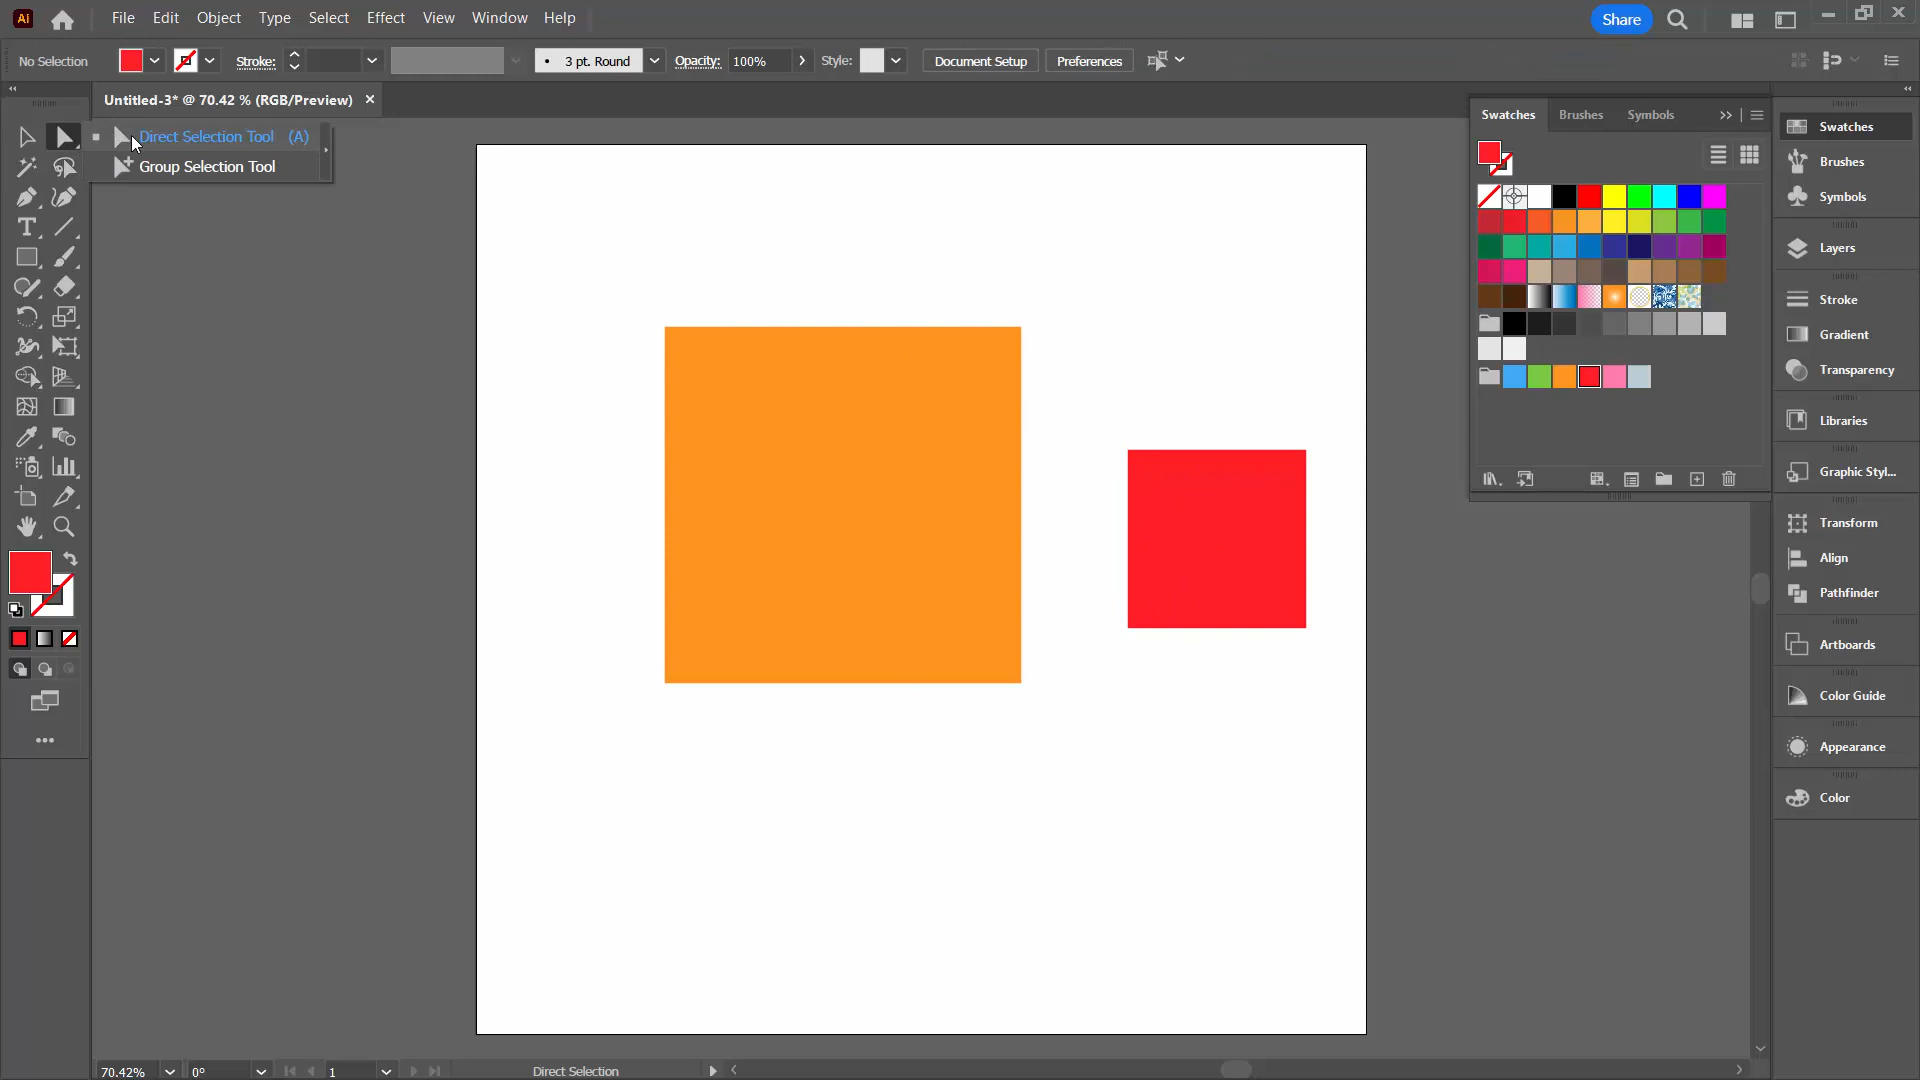 Ai File Edit Object Type Select Effect View Window Help Share
No Selection Stroke: 3 pt. Round Opacity: 100% Style: Document Setup Preferences
Untitled-3* @ 70.42 % (RGB/Preview)
Direct Selection Tool (A)
Group Selection Tool
Swatches Brushes Symbols
Swatches
Brushes
Symbols
Layers
Stroke
Gradient
Transparency
Libraries
Graphic Styl...
Transform
Align
Pathfinder
Artboards
Color Guide
Appearance
Color
70.42% 0° 1 Direct Selection